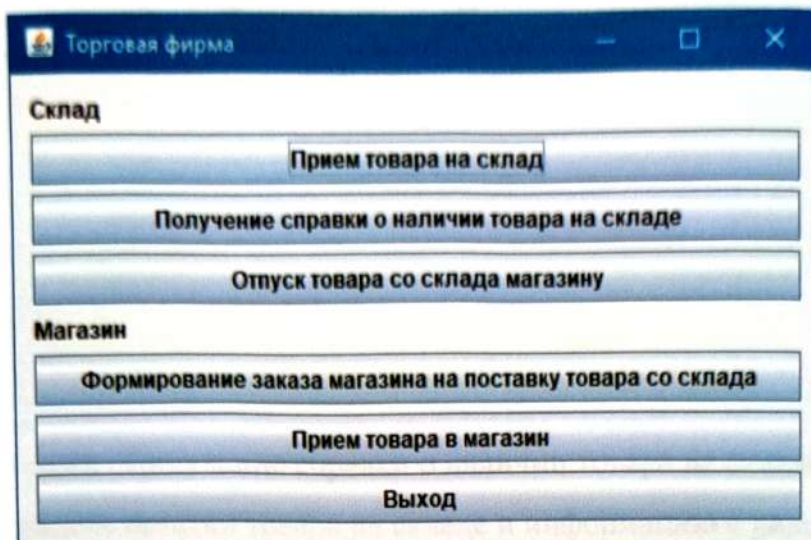 Торговая фирма
Склад
Прием товара на склад
Получение справки о наличии товара на складе
Отпуск товара со склада магазину
Магазин
Формирование заказа магазина на поставку товара со склада
Прием товара в магазин
Выход